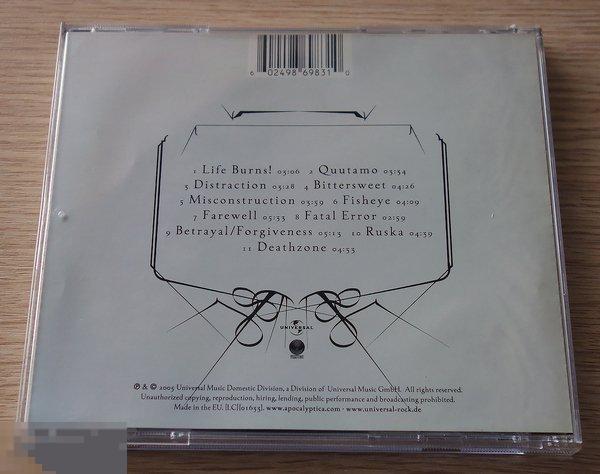 6 02498 69831 0
1 Life Burns! 03:06 2 Quutamo 03:54
3 Distraction 03:28 4 Bittersweet 04:26
5 Misconstruction 03:59 6 Fisheye 04:09
7 Farewell 05:33 8 Fatal Error 02:59
9 Betrayal/Forgiveness 05:13 10 Ruska 04:39
11 Deathzone 04:53
UNIVERSAL
℗ & © 2005 Universal Music Domestic Division, a Division of Universal Music GmbH. All rights reserved.
Unauthorized copying, reproduction, hiring, lending, public performance and broadcasting prohibited.
Made in the EU. [LC][01633]. www.apocalyptica.com · www.universal-rock.de